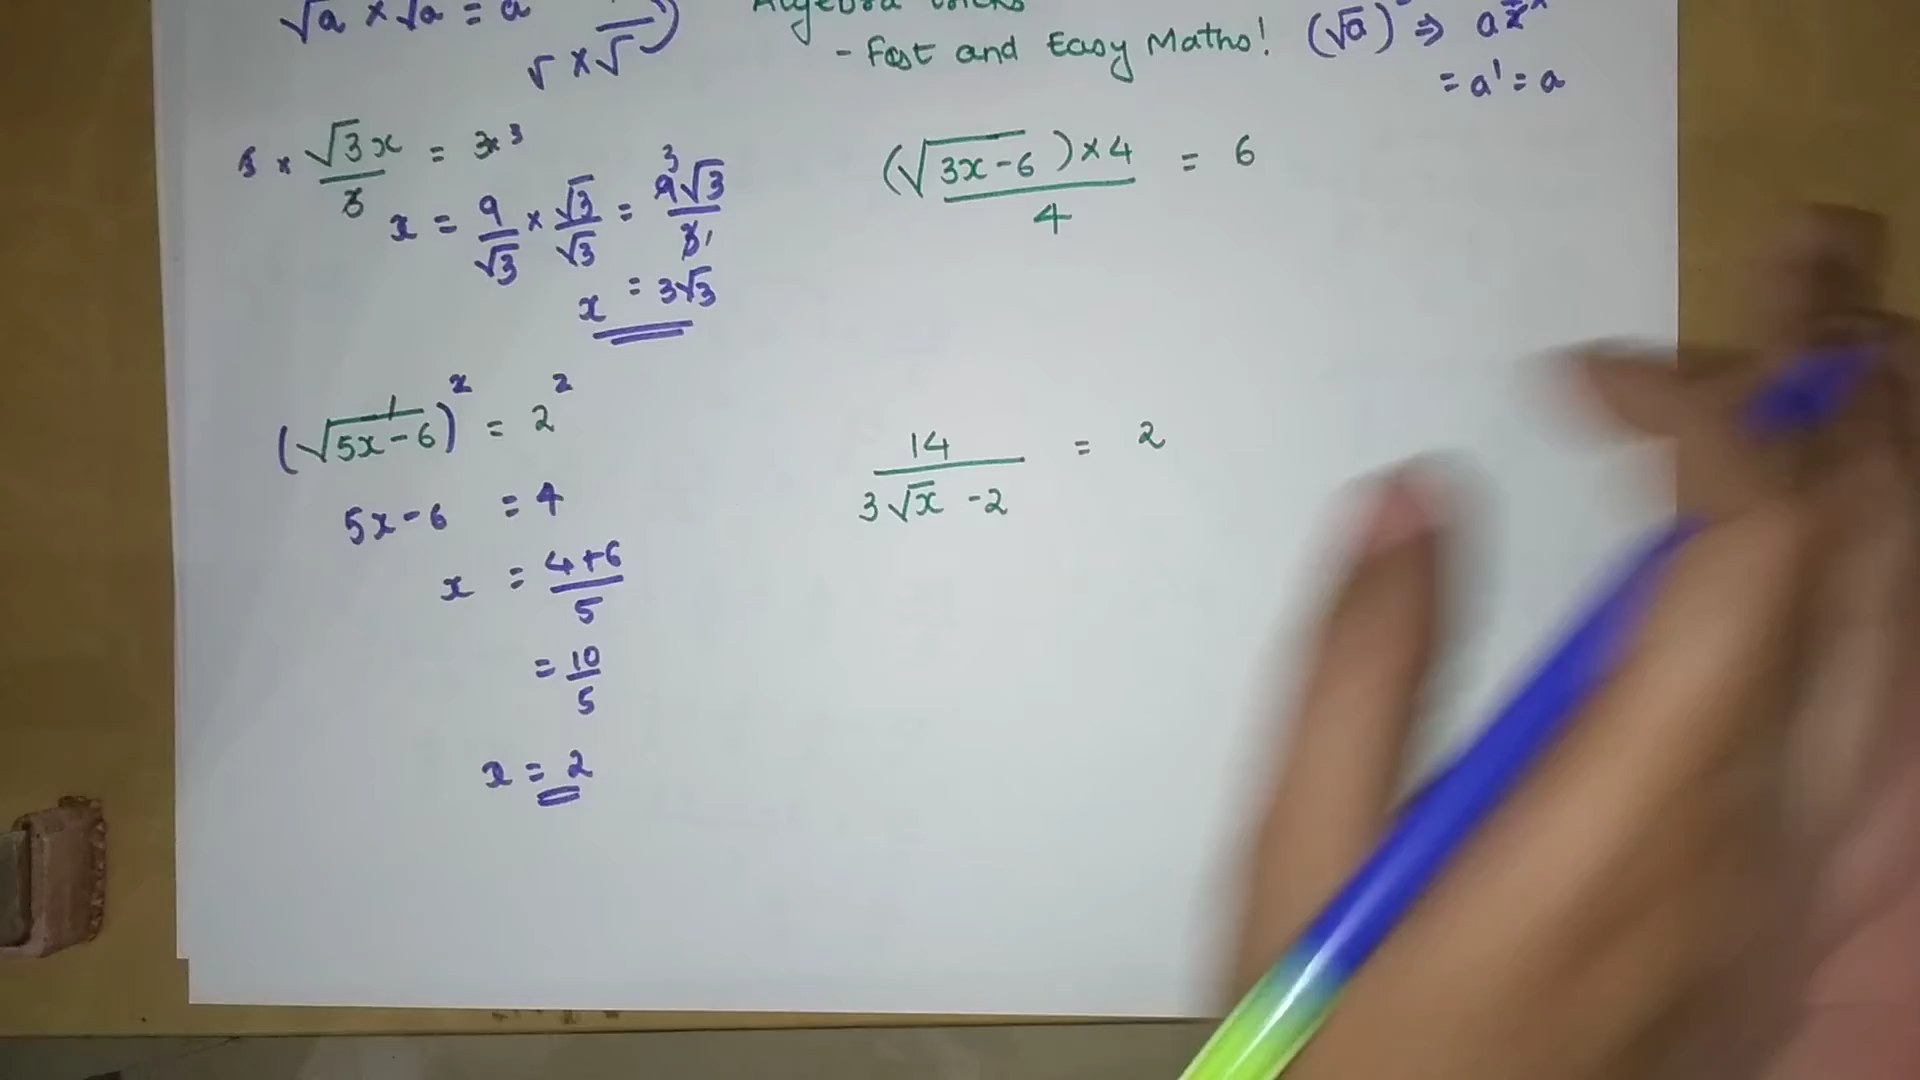 √a × √a = a
√ × √
- Fast and Easy Maths!
(√a) ⇒ a
= a¹ = a
× √3x/3 = 3×3
x = 9/√3 × √3/√3 = 9√3/3
x = 3√3
(√(5x-6))² = 2²
5x-6 = 4
x = (4+6)/5
= 10/5
x = 2
(√(3x-6)) × 4/4 = 6
14/(3√x - 2) = 2